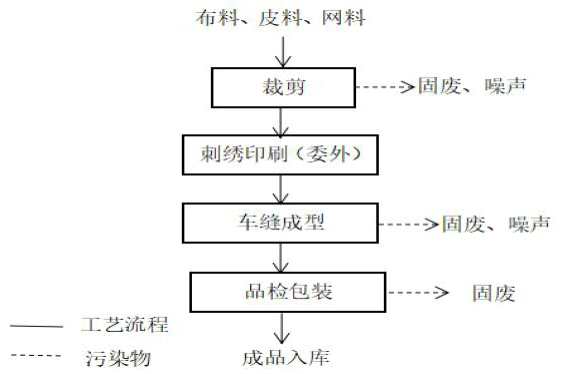 布料、皮料、网料
裁剪
固废、噪声
刺绣印刷（委外）
车缝成型
固废、噪声
品检包装
固废
工艺流程
污染物
成品入库